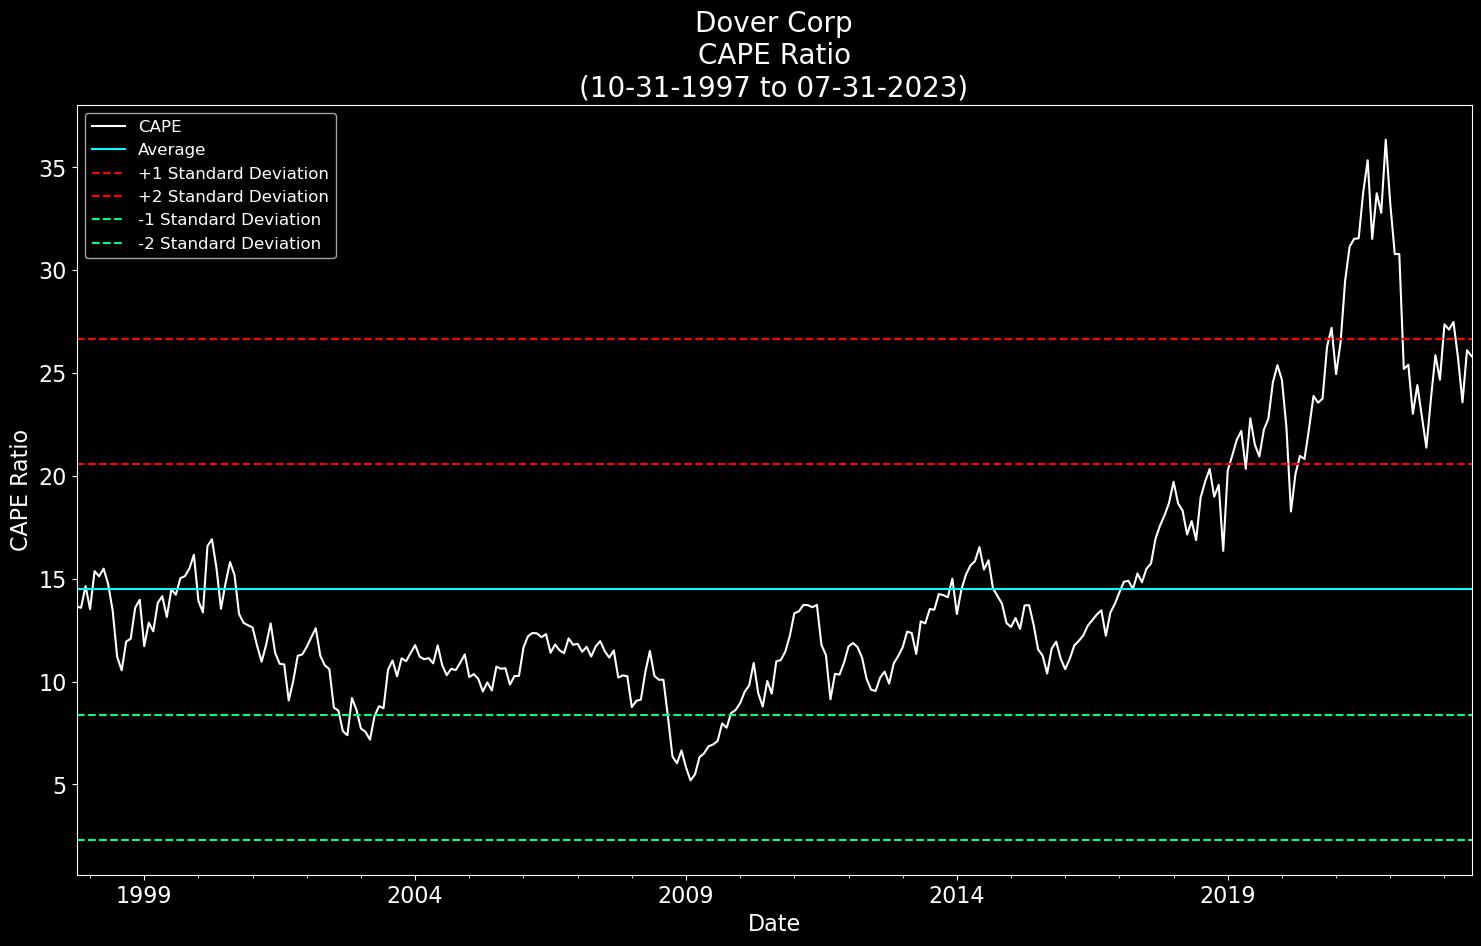 Dover Corp
CAPE Ratio
(10-31-1997 to 07-31-2023)
CAPE
Average
+1 Standard Deviation
+2 Standard Deviation
-1 Standard Deviation
-2 Standard Deviation
35
30
25
20
15
10
5
CAPE Ratio
1999 2004 2009 2014 2019
Date